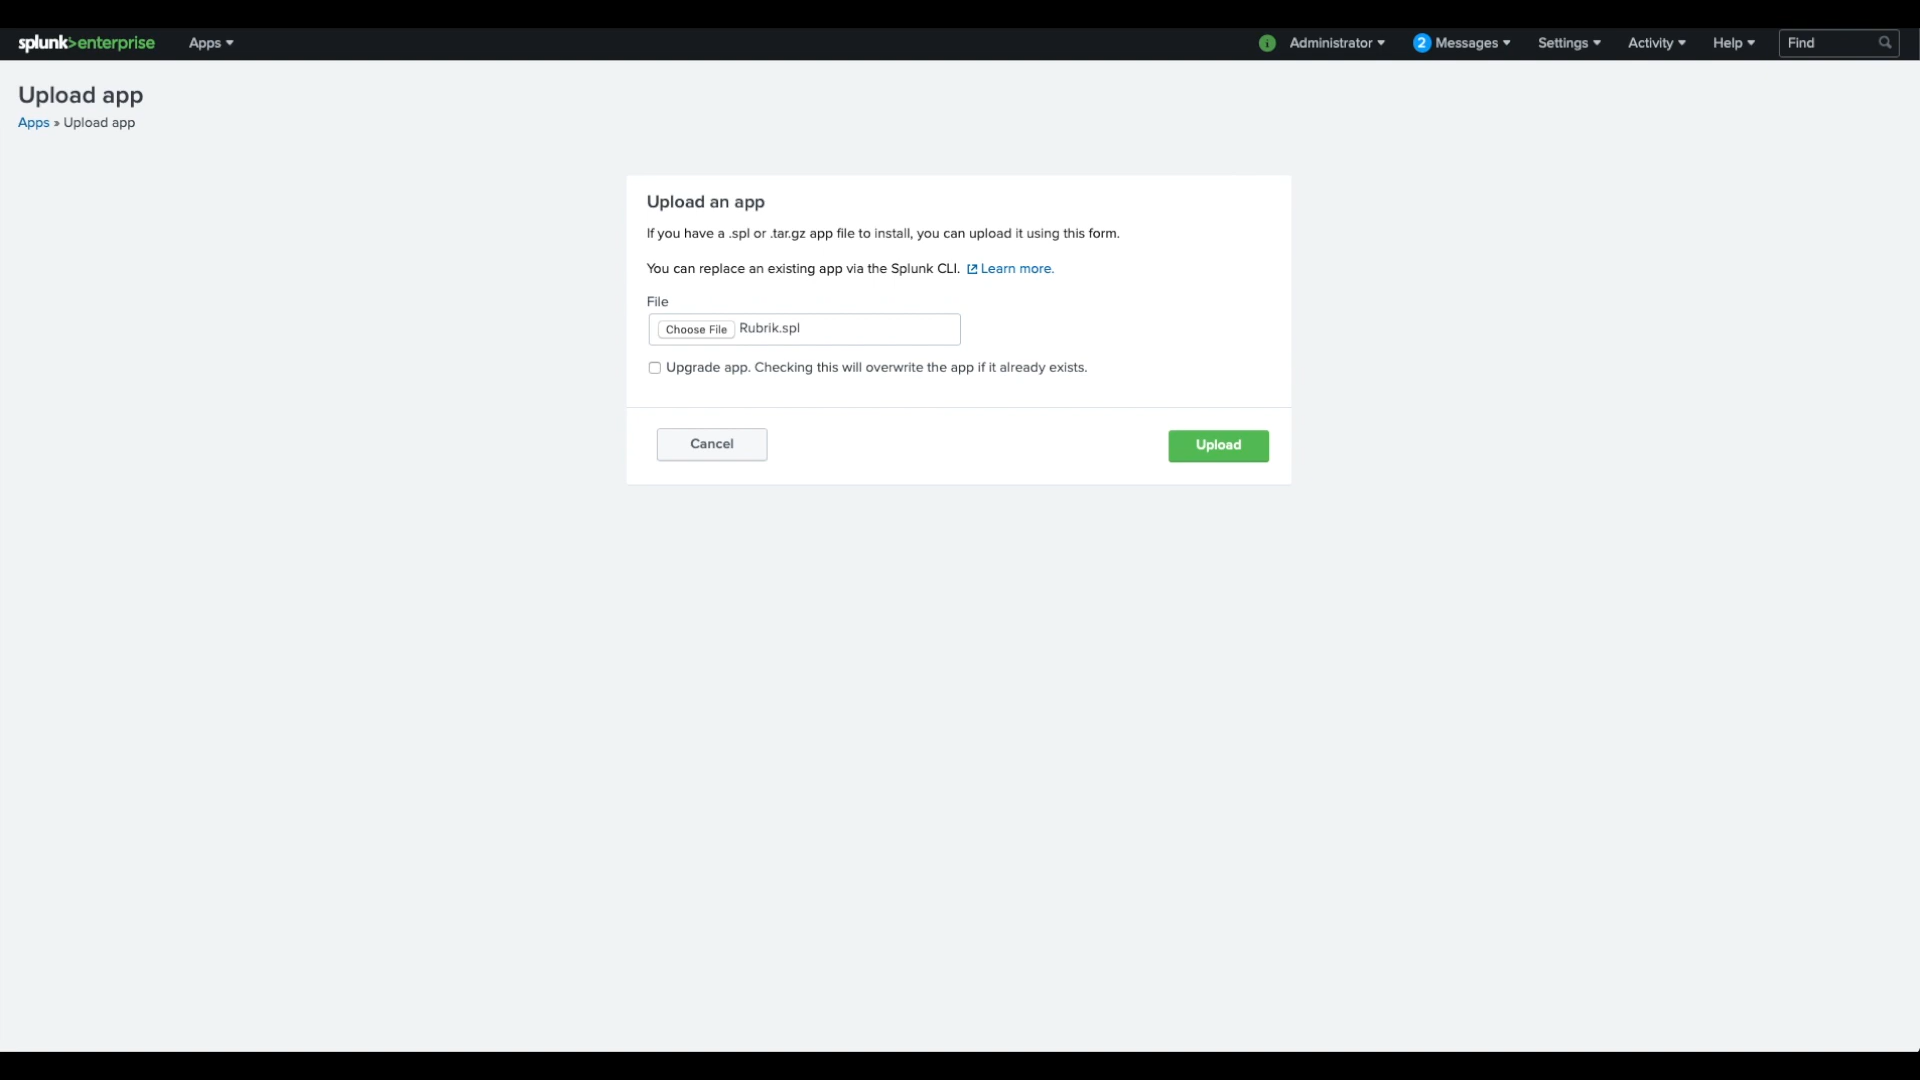 splunk>enterprise Apps Administrator 2 Messages Settings Activity Help Find
Upload app
Apps » Upload app
Upload an app
If you have a .spl or .tar.gz app file to install, you can upload it using this form.
You can replace an existing app via the Splunk CLI. Learn more.
File
Choose File Rubrik.spl
Upgrade app. Checking this will overwrite the app if it already exists.
Cancel Upload